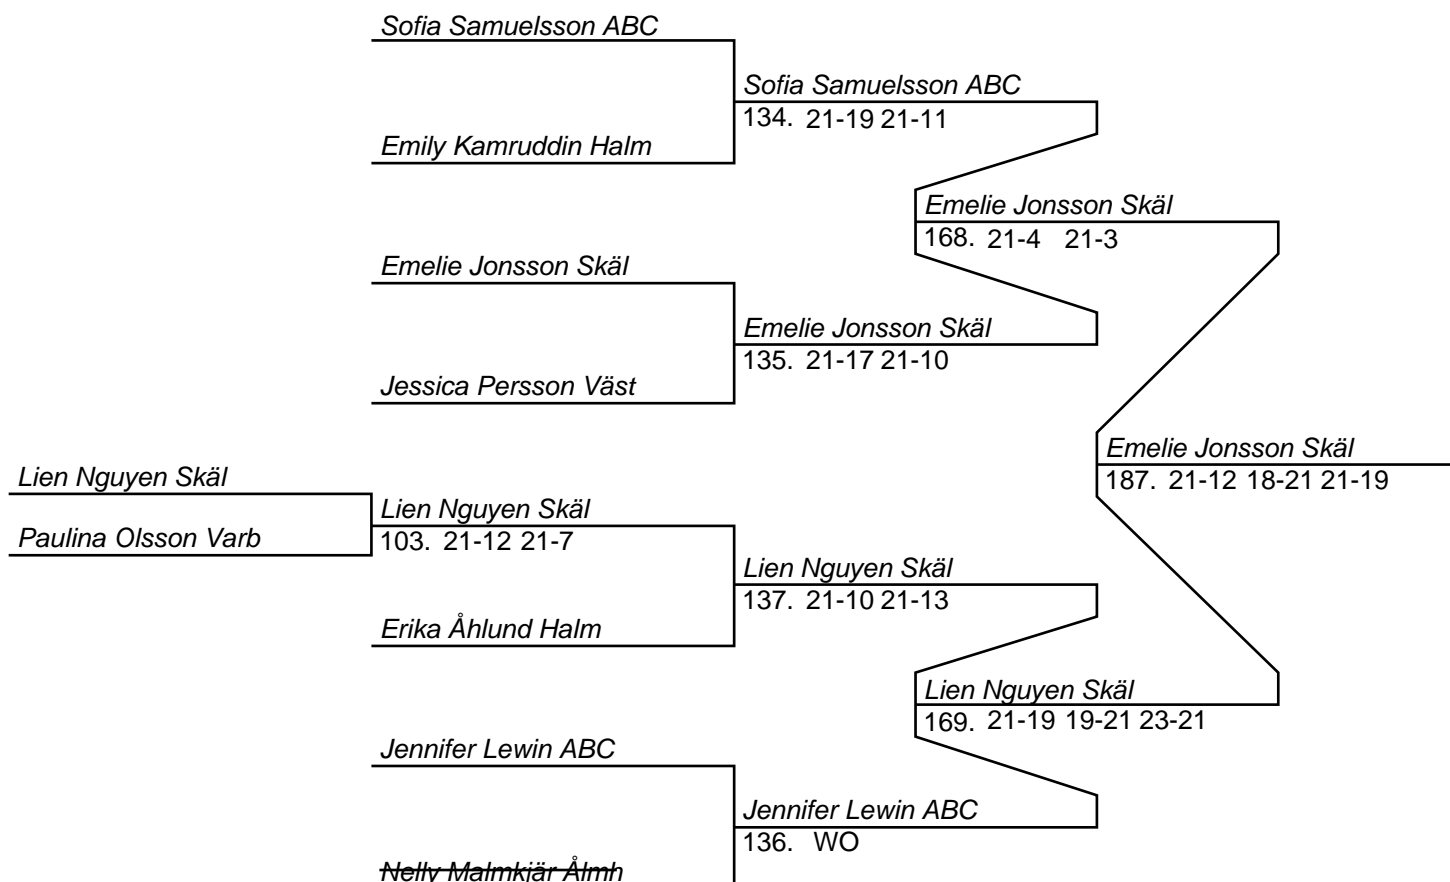 Sofia Samuelsson ABC
Sofia Samuelsson ABC
134. 21-19 21-11
Emily Kamruddin Halm
Emelie Jonsson Skäl
168. 21-4 21-3
Emelie Jonsson Skäl
Emelie Jonsson Skäl
135. 21-17 21-10
Jessica Persson Väst
Emelie Jonsson Skäl
187. 21-12 18-21 21-19
Lien Nguyen Skäl
Lien Nguyen Skäl
103. 21-12 21-7
Paulina Olsson Varb
Lien Nguyen Skäl
137. 21-10 21-13
Erika Åhlund Halm
Lien Nguyen Skäl
169. 21-19 19-21 23-21
Jennifer Lewin ABC
Jennifer Lewin ABC
136. WO
Nelly Malmkjär Älmh